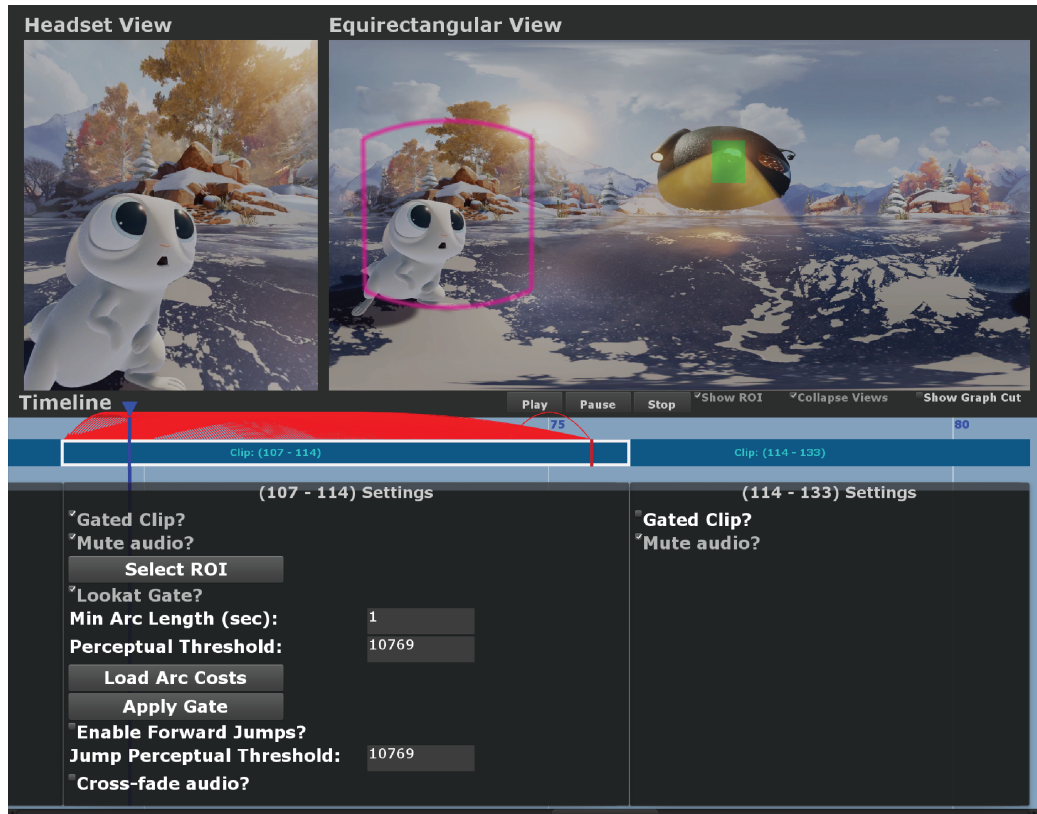 Headset View
Equirectangular View
Timeline
Play
Pause
Stop
Show ROI
Collapse Views
Show Graph Cut
75
80
Clip: (107 - 114)
Clip: (114 - 133)
(107 - 114) Settings
Gated Clip?
Mute audio?
Select ROI
Lookat Gate?
Min Arc Length (sec): 1
Perceptual Threshold: 10769
Load Arc Costs
Apply Gate
Enable Forward Jumps?
Jump Perceptual Threshold: 10769
Cross-fade audio?
(114 - 133) Settings
Gated Clip?
Mute audio?